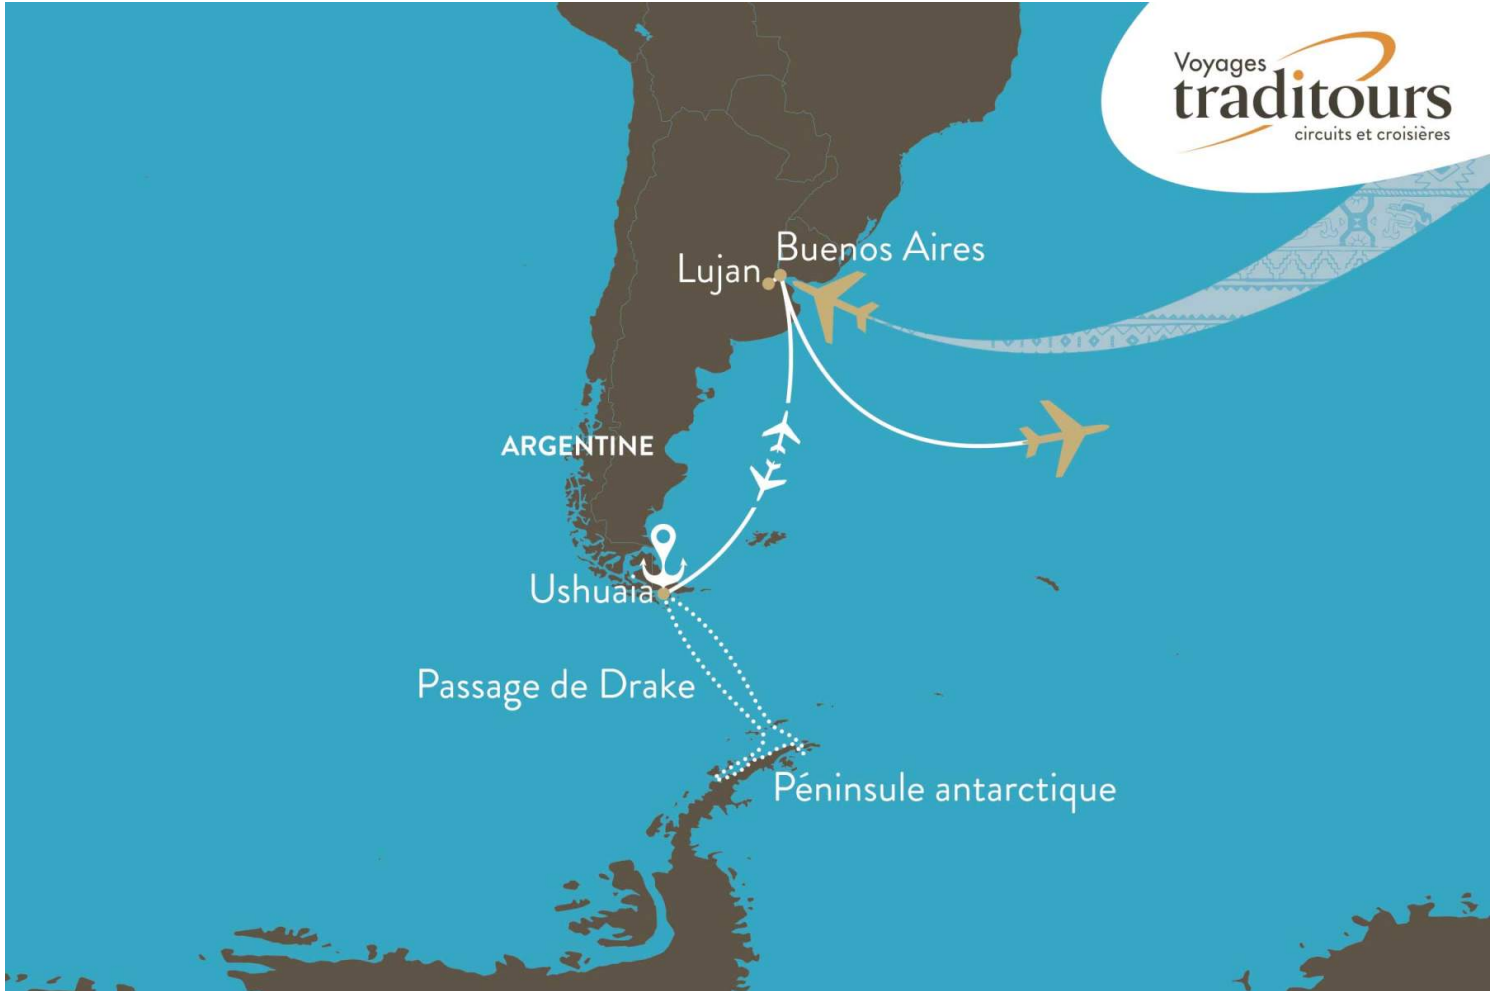 Voyages
traditours
circuits et croisières
Buenos Aires
Lujan
ARGENTINE
Ushuaia
Passage de Drake
Péninsule antarctique